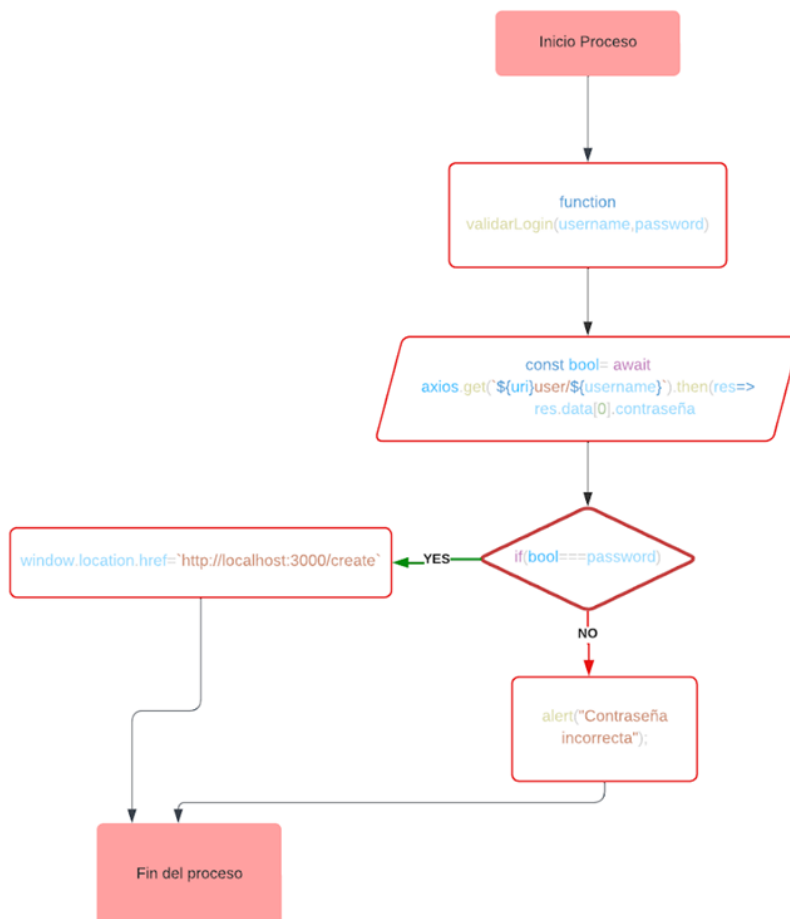 Inicio Proceso
function
validarLogin(username,password)
const bool= await
axios.get(`${uri}user/${username}`).then(res=>
res.data[0].contraseña
if(bool===password)
YES
window.location.href=`http://localhost:3000/create`
NO
alert("Contraseña
incorrecta");
Fin del proceso